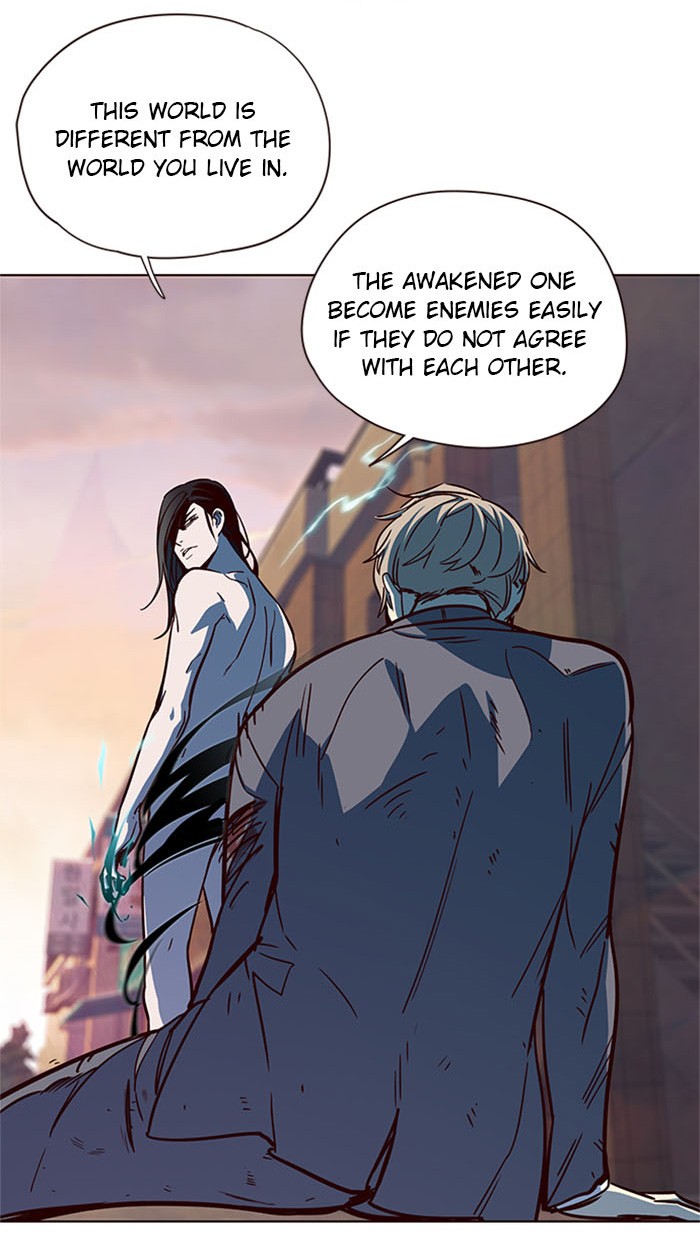 THIS WORLD IS
DIFFERENT FROM THE
WORLD YOU LIVE IN.
THE AWAKENED ONE
BECOME ENEMIES EASILY
IF THEY DO NOT AGREE
WITH EACH OTHER.